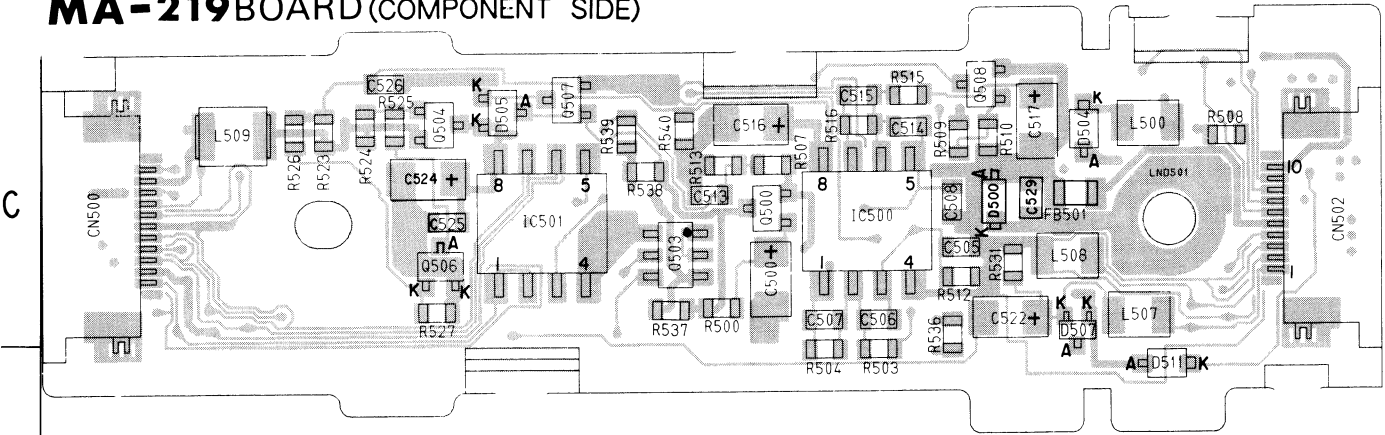 MA-219 BOARD (COMPONENT SIDE)
C
CN500
L509
R526
R523
R524
C526
R525
Q504
K
K
D505
A
Q507
C524 +
C525
A
Q506
K
K
R527
8
5
IC501
1
4
R539
R538
R540
R513
C516 +
R507
C513
Q500
Q503
+
C500
R537
R500
R516
C515
R515
C514
8
5
IC500
1
4
C507
C506
R504
R503
Q508
R509
R510
+
C517
K
D504
A
L500
R508
C508
A
D500
K
C529
FB501
LND501
C505
R512
R531
L508
R536
C522 +
K
K
D507
A
L507
A
D511
K
10
1
CN502